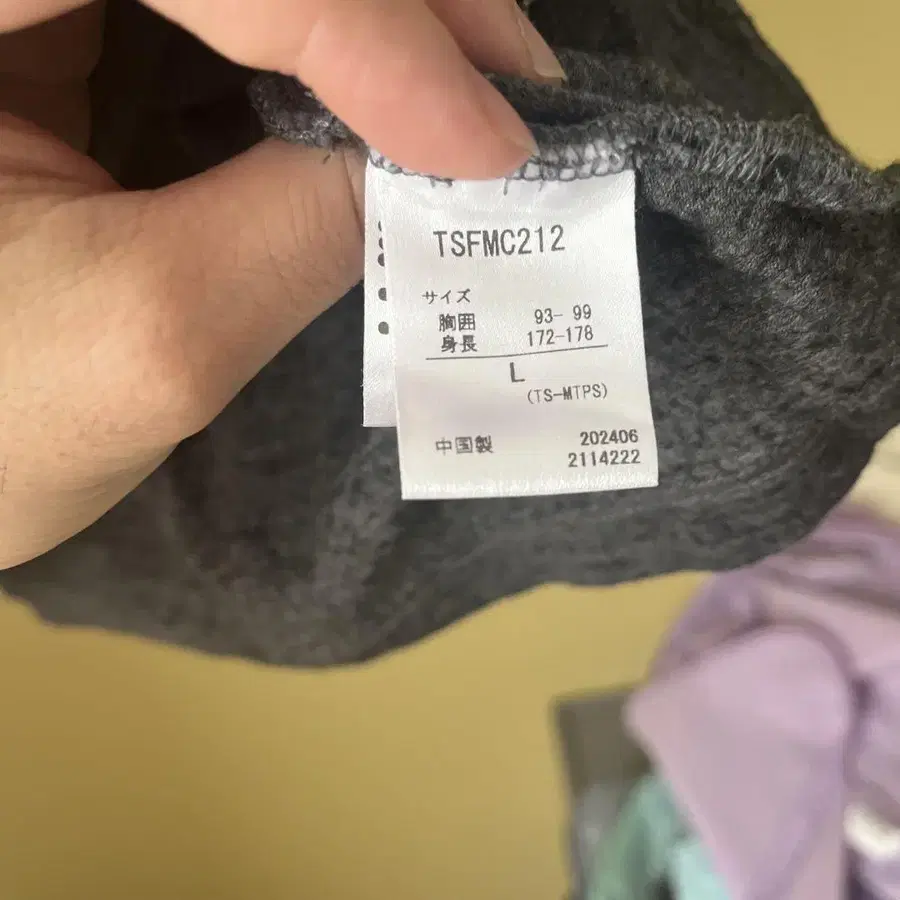 TSFMC212
サイズ
胸囲 93- 99
身長 172-178
L
(TS-MTPS)
中国製 202406
2114222